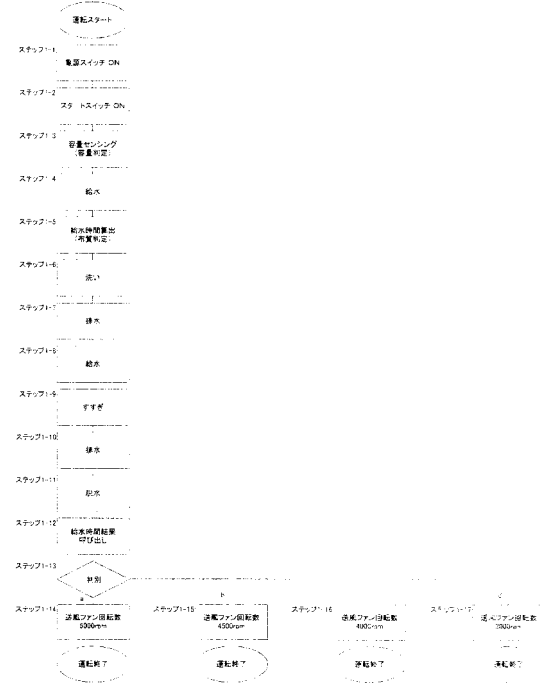 運転スタート
ステップ1-1
電源スイッチ ON
ステップ1-2
スタートスイッチ ON
ステップ1-3
容量センシング
(容量判定)
ステップ1-4
給水
ステップ1-5
給水時間算出
(布質判定)
ステップ1-6
洗い
ステップ1-7
排水
ステップ1-8
給水
ステップ1-9
すすぎ
ステップ1-10
排水
ステップ1-11
脱水
ステップ1-12
給水時間結果
呼び出し
ステップ1-13
判別
a
b
ステップ1-14
送風ファン回転数
5000rpm
ステップ1-15
送風ファン回転数
4500rpm
ステップ1-16
送風ファン回転数
4000rpm
ステップ1-17
送風ファン回転数
運転終了
運転終了
運転終了
運転終了